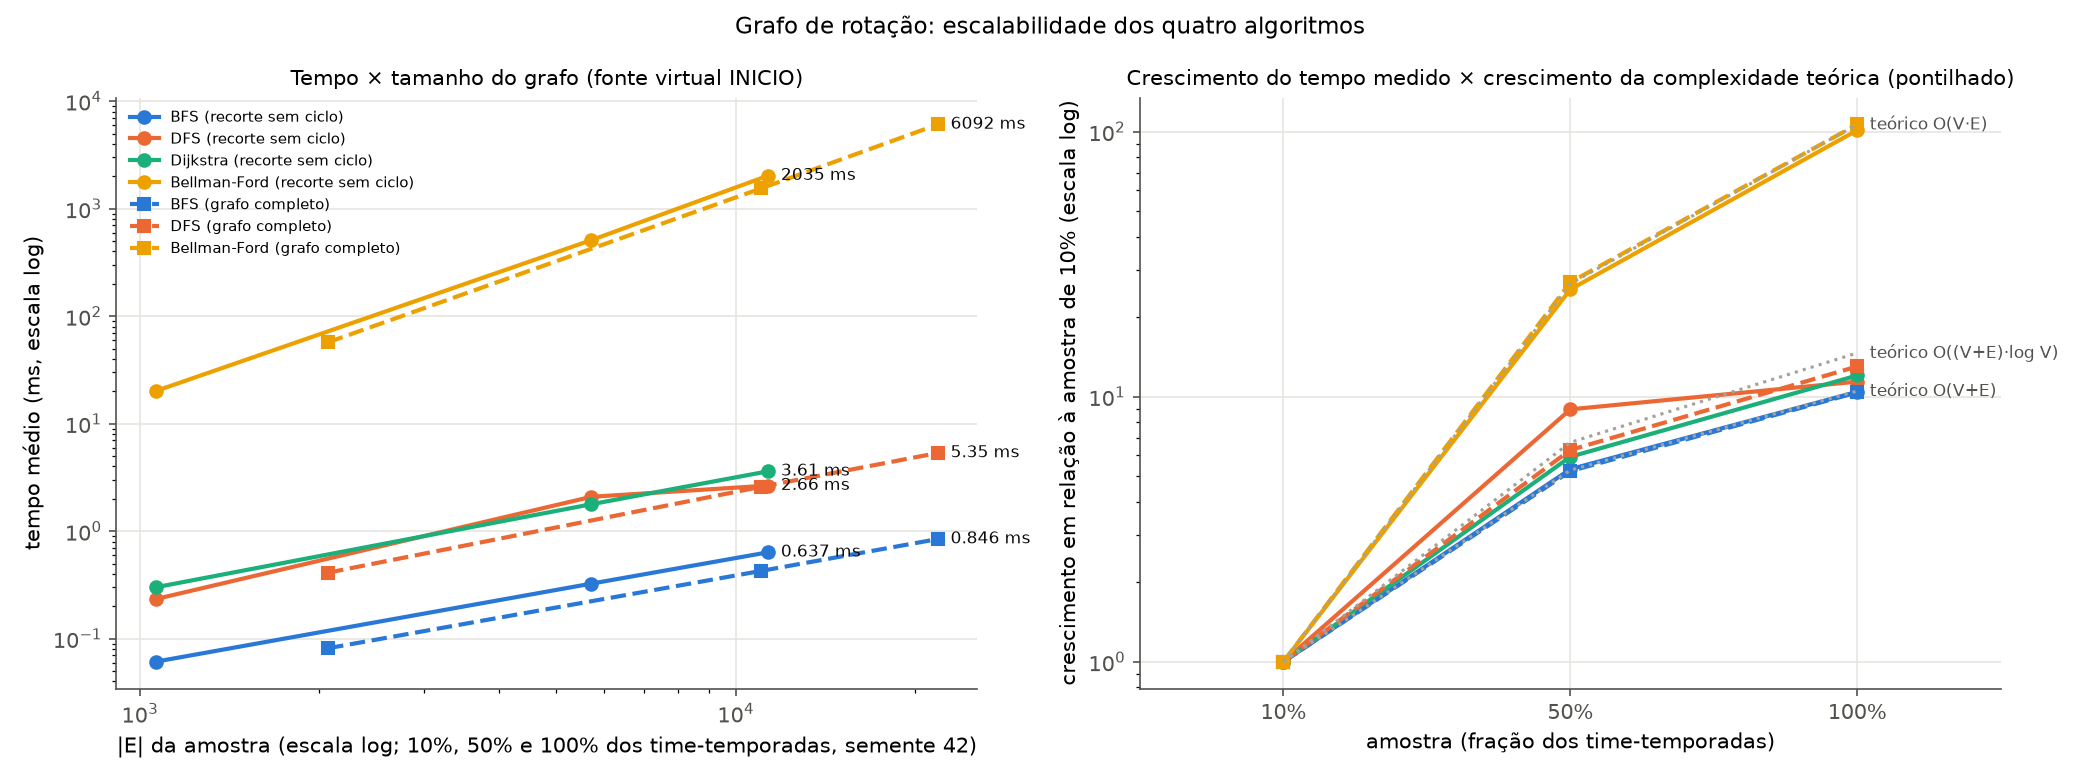 Grafo de rotação: escalabilidade dos quatro algoritmos
Tempo × tamanho do grafo (fonte virtual INICIO)
tempo médio (ms, escala log)
10⁴
10³
10²
10¹
10⁰
10⁻¹
BFS (recorte sem ciclo)
DFS (recorte sem ciclo)
Dijkstra (recorte sem ciclo)
Bellman-Ford (recorte sem ciclo)
BFS (grafo completo)
DFS (grafo completo)
Bellman-Ford (grafo completo)
6092 ms
2035 ms
5.35 ms
3.61 ms
2.66 ms
0.846 ms
0.637 ms
10³
10⁴
|E| da amostra (escala log; 10%, 50% e 100% dos time-temporadas, semente 42)
Crescimento do tempo medido × crescimento da complexidade teórica (pontilhado)
crescimento em relação à amostra de 10% (escala log)
10²
10¹
10⁰
teórico O(V·E)
teórico O((V+E)·log V)
teórico O(V+E)
10%
50%
100%
amostra (fração dos time-temporadas)